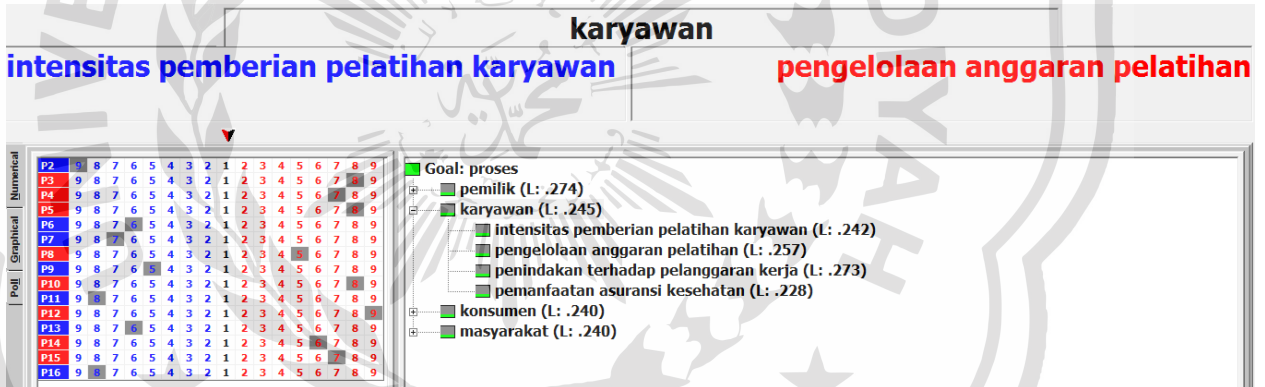 karyawan
intensitas pemberian pelatihan karyawan
pengelolaan anggaran pelatihan
Numerical
Graphical
Poll
P2 9 8 7 6 5 4 3 2 1 2 3 4 5 6 7 8 9
P3 9 8 7 6 5 4 3 2 1 2 3 4 5 6 7 8 9
P4 9 8 7 6 5 4 3 2 1 2 3 4 5 6 7 8 9
P5 9 8 7 6 5 4 3 2 1 2 3 4 5 6 7 8 9
P6 9 8 7 6 5 4 3 2 1 2 3 4 5 6 7 8 9
P7 9 8 7 6 5 4 3 2 1 2 3 4 5 6 7 8 9
P8 9 8 7 6 5 4 3 2 1 2 3 4 5 6 7 8 9
P9 9 8 7 6 5 4 3 2 1 2 3 4 5 6 7 8 9
P10 9 8 7 6 5 4 3 2 1 2 3 4 5 6 7 8 9
P11 9 8 7 6 5 4 3 2 1 2 3 4 5 6 7 8 9
P12 9 8 7 6 5 4 3 2 1 2 3 4 5 6 7 8 9
P13 9 8 7 6 5 4 3 2 1 2 3 4 5 6 7 8 9
P14 9 8 7 6 5 4 3 2 1 2 3 4 5 6 7 8 9
P15 9 8 7 6 5 4 3 2 1 2 3 4 5 6 7 8 9
P16 9 8 7 6 5 4 3 2 1 2 3 4 5 6 7 8 9
Goal: proses
pemilik (L: .274)
karyawan (L: .245)
intensitas pemberian pelatihan karyawan (L: .242)
pengelolaan anggaran pelatihan (L: .257)
penindakan terhadap pelanggaran kerja (L: .273)
pemanfaatan asuransi kesehatan (L: .228)
konsumen (L: .240)
masyarakat (L: .240)